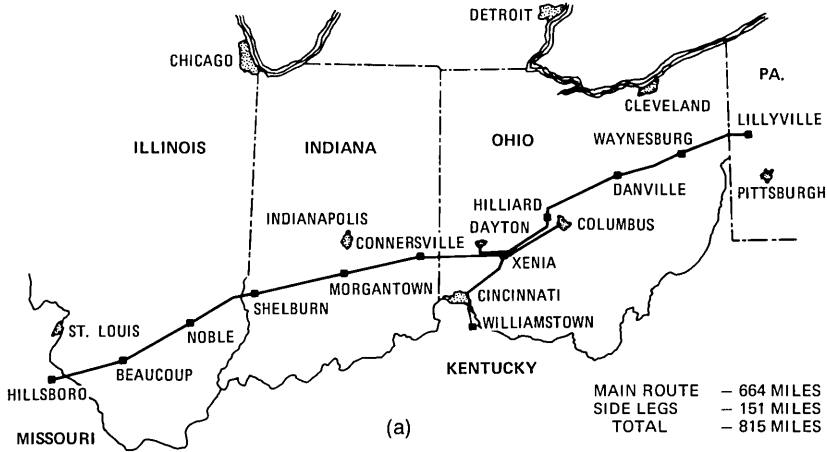 DETROIT
CHICAGO
PA.
CLEVELAND
LILLYVILLE
ILLINOIS
INDIANA
OHIO
WAYNESBURG
DANVILLE
PITTSBURGH
HILLIARD
INDIANAPOLIS
DAYTON
COLUMBUS
CONNERSVILLE
XENIA
MORGANTOWN
SHELBURN
CINCINNATI
ST. LOUIS
NOBLE
WILLIAMSTOWN
BEAUCOUP
KENTUCKY
HILLSBORO
MISSOURI
(a)
MAIN ROUTE – 664 MILES
SIDE LEGS – 151 MILES
TOTAL – 815 MILES